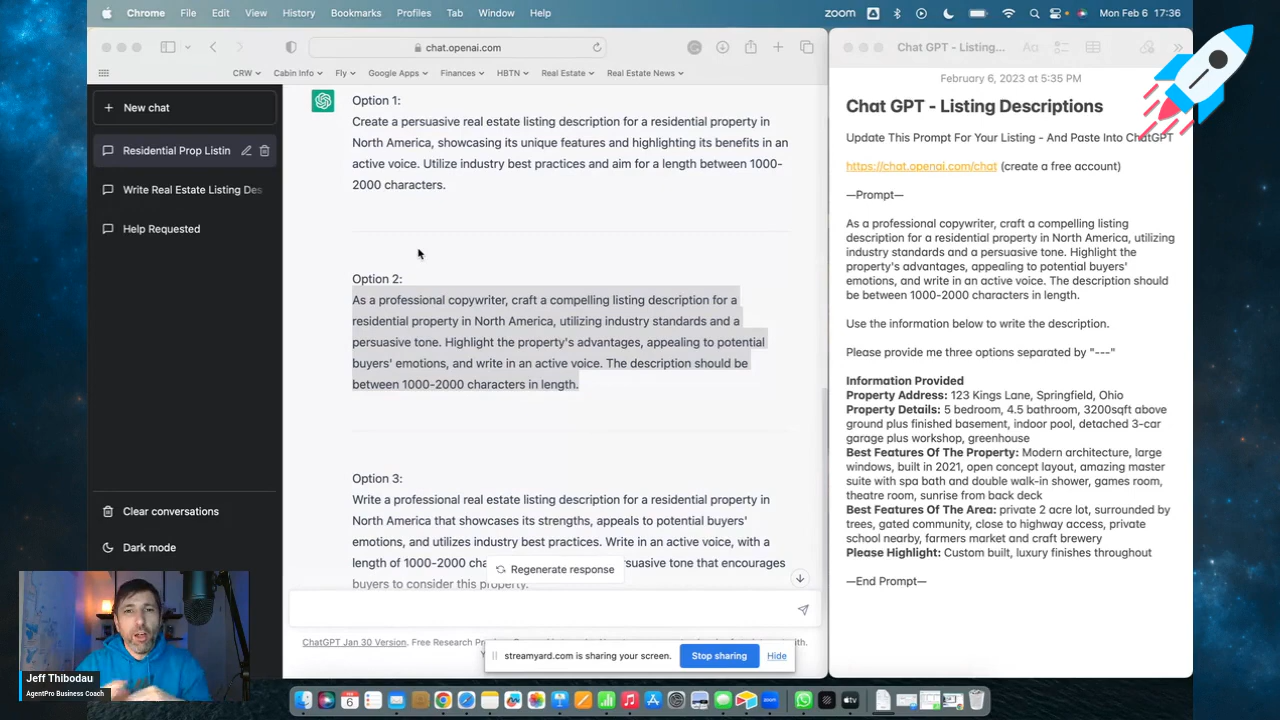 Chrome File Edit View History Bookmarks Profiles Tab Window Help
zoom Mon Feb 6 17:36
chat.openai.com
CRW Cabin Info Fly Google Apps Finances HBTN Real Estate Real Estate News
New chat
Residential Prop Listin
Write Real Estate Listing Des
Help Requested
Clear conversations
Dark mode
Option 1:
Create a persuasive real estate listing description for a residential property in
North America, showcasing its unique features and highlighting its benefits in an
active voice. Utilize industry best practices and aim for a length between 1000-
2000 characters.
Option 2:
As a professional copywriter, craft a compelling listing description for a
residential property in North America, utilizing industry standards and a
persuasive tone. Highlight the property's advantages, appealing to potential
buyers' emotions, and write in an active voice. The description should be
between 1000-2000 characters in length.
Option 3:
Write a professional real estate listing description for a residential property in
North America that showcases its strengths, appeals to potential buyers'
emotions, and utilizes industry best practices. Write in an active voice, with a
length of 1000-2000 cha
suasive tone that encourages
buyers to consider this property.
Regenerate response
ChatGPT Jan 30 Version. Free Research
streamyard.com is sharing your screen. Stop sharing Hide
Chat GPT - Listing... Aa
February 6, 2023 at 5:35 PM
Chat GPT - Listing Descriptions
Update This Prompt For Your Listing - And Paste Into ChatGPT
https://chat.openai.com/chat (create a free account)
—Prompt—
As a professional copywriter, craft a compelling listing
description for a residential property in North America, utilizing
industry standards and a persuasive tone. Highlight the
property's advantages, appealing to potential buyers'
emotions, and write in an active voice. The description should
be between 1000-2000 characters in length.
Use the information below to write the description.
Please provide me three options separated by "---"
Information Provided
Property Address: 123 Kings Lane, Springfield, Ohio
Property Details: 5 bedroom, 4.5 bathroom, 3200sqft above
ground plus finished basement, indoor pool, detached 3-car
garage plus workshop, greenhouse
Best Features Of The Property: Modern architecture, large
windows, built in 2021, open concept layout, amazing master
suite with spa bath and double walk-in shower, games room,
theatre room, sunrise from back deck
Best Features Of The Area: private 2 acre lot, surrounded by
trees, gated community, close to highway access, private
school nearby, farmers market and craft brewery
Please Highlight: Custom built, luxury finishes throughout
—End Prompt—
Jeff Thibodau
AgentPro Business Coach